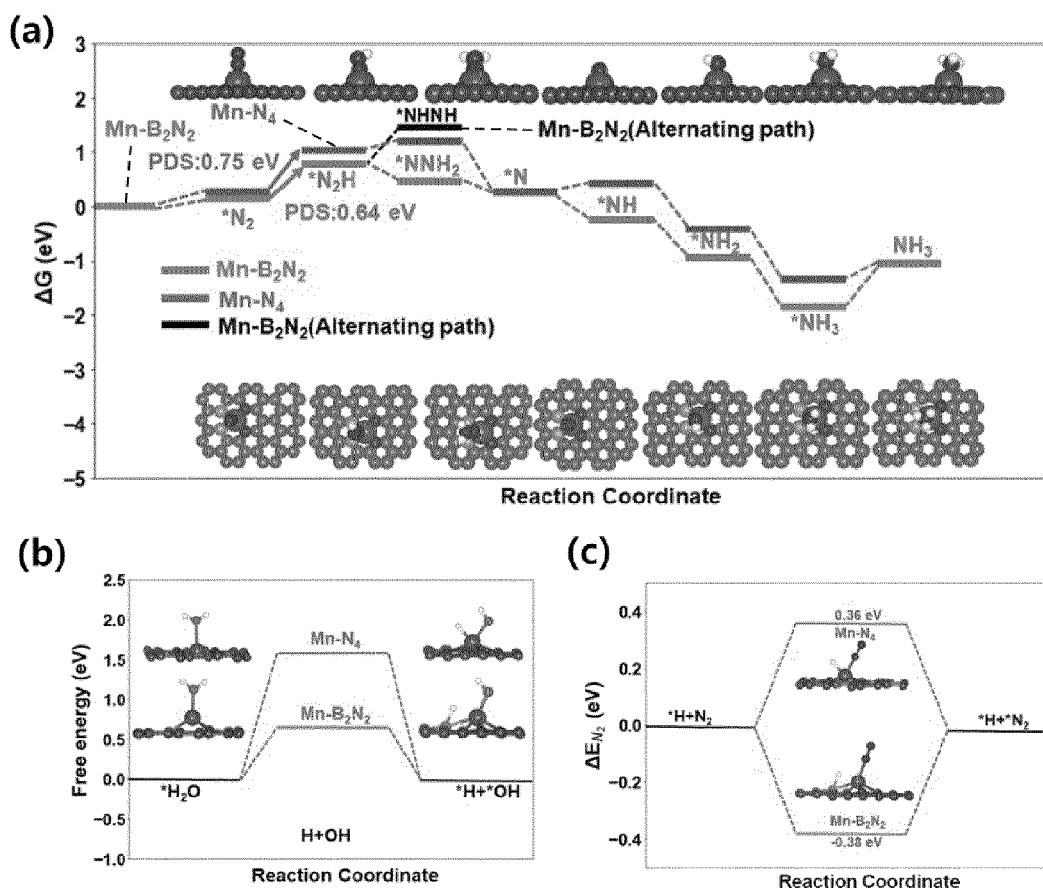 (a)
3
2
1
0
−1
−2
−3
−4
−5
ΔG (eV)
*NHNH
Mn-N₄
Mn-B₂N₂
Mn-B₂N₂(Alternating path)
PDS:0.75 eV
*N₂H
*NNH₂
*N
*N₂
PDS:0.64 eV
*NH
*NH₂
NH₃
*NH₃
Mn-B₂N₂
Mn-N₄
Mn-B₂N₂(Alternating path)
Reaction Coordinate
(b)
2.5
2.0
1.5
1.0
0.5
0.0
−0.5
−1.0
Free energy (eV)
Mn-N₄
Mn-B₂N₂
*H₂O
*H+*OH
H+OH
Reaction Coordinate
(c)
0.4
0.2
0.0
−0.2
−0.4
ΔE_N₂ (eV)
0.36 eV
Mn-N₄
*H+N₂
*H+*N₂
Mn-B₂N₂
-0.38 eV
Reaction Coordinate